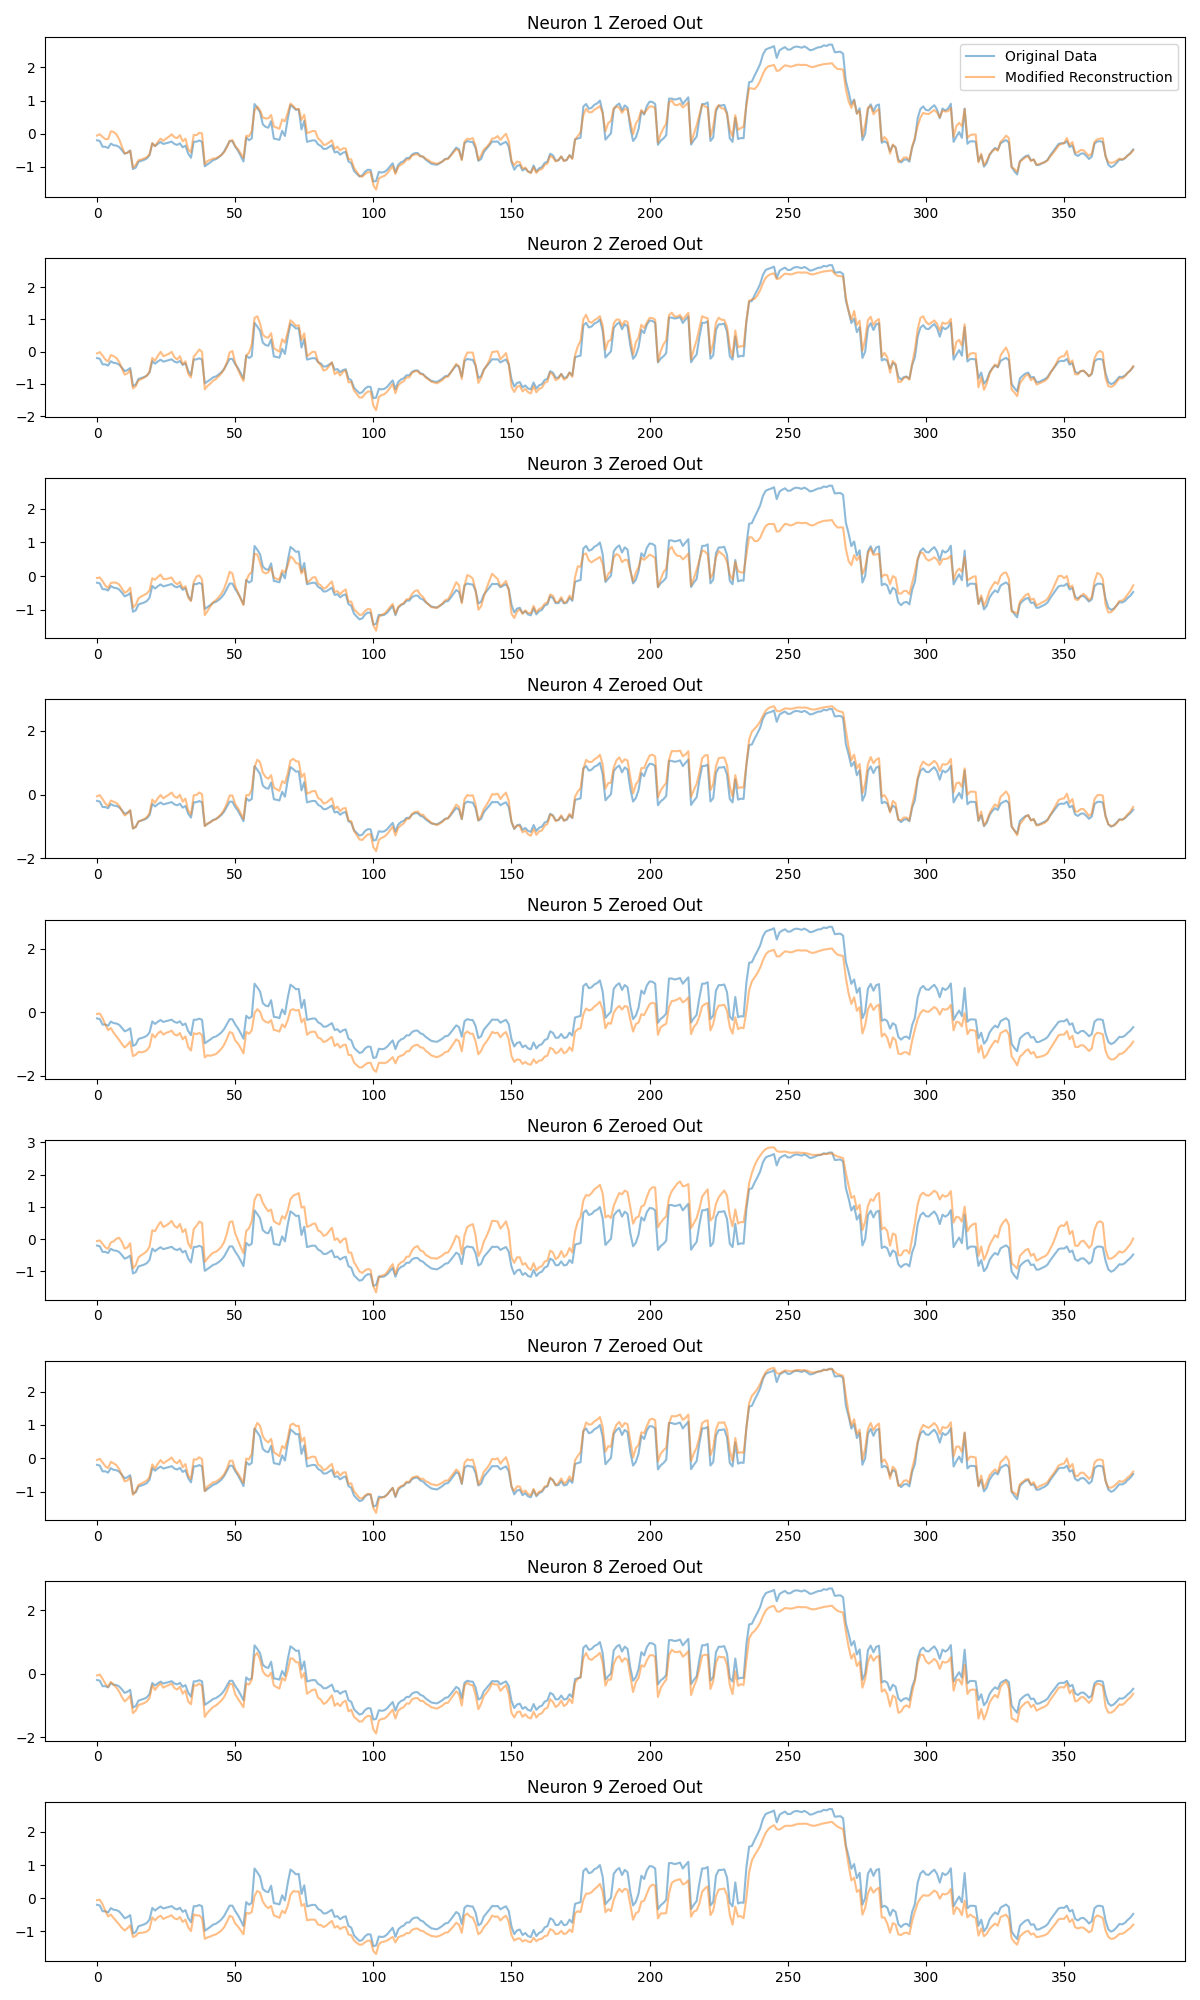 Neuron 1 Zeroed Out
Original Data
Modified Reconstruction
2
1
0
−1
0 50 100 150 200 250 300 350
Neuron 2 Zeroed Out
2
1
0
−1
−2
0 50 100 150 200 250 300 350
Neuron 3 Zeroed Out
2
1
0
−1
0 50 100 150 200 250 300 350
Neuron 4 Zeroed Out
2
0
−2
0 50 100 150 200 250 300 350
Neuron 5 Zeroed Out
2
0
−2
0 50 100 150 200 250 300 350
Neuron 6 Zeroed Out
3
2
1
0
−1
0 50 100 150 200 250 300 350
Neuron 7 Zeroed Out
2
1
0
−1
0 50 100 150 200 250 300 350
Neuron 8 Zeroed Out
2
0
−2
0 50 100 150 200 250 300 350
Neuron 9 Zeroed Out
2
1
0
−1
0 50 100 150 200 250 300 350